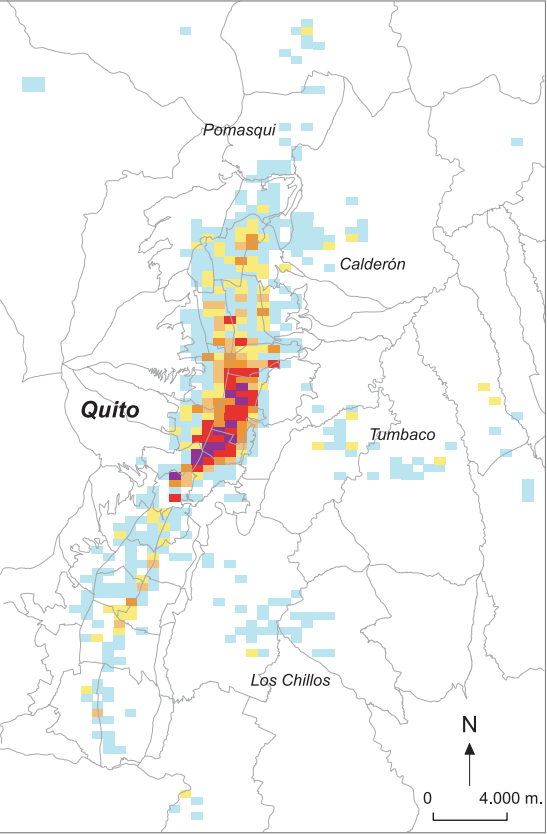 Pomasqui
Calderón
Quito
Tumbaco
Los Chillos
N
0 4.000 m.